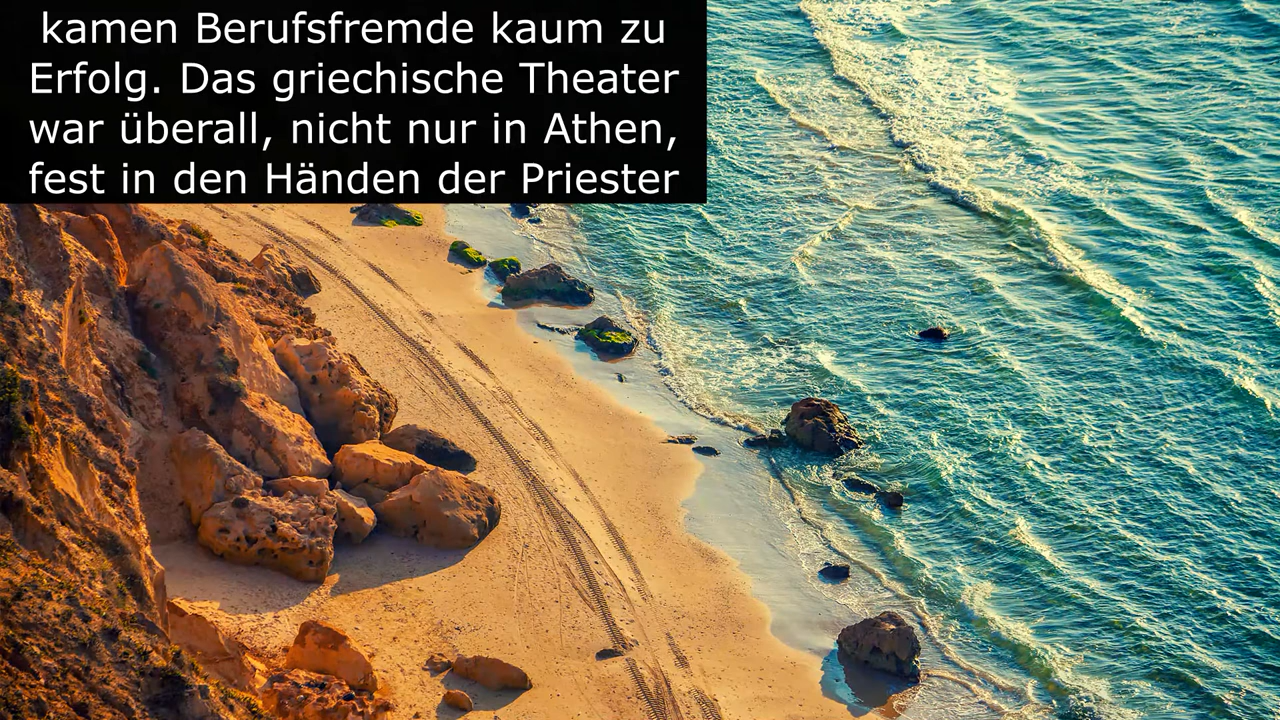 kamen Berufsfremde kaum zu
Erfolg. Das griechische Theater
war überall, nicht nur in Athen,
fest in den Händen der Priester